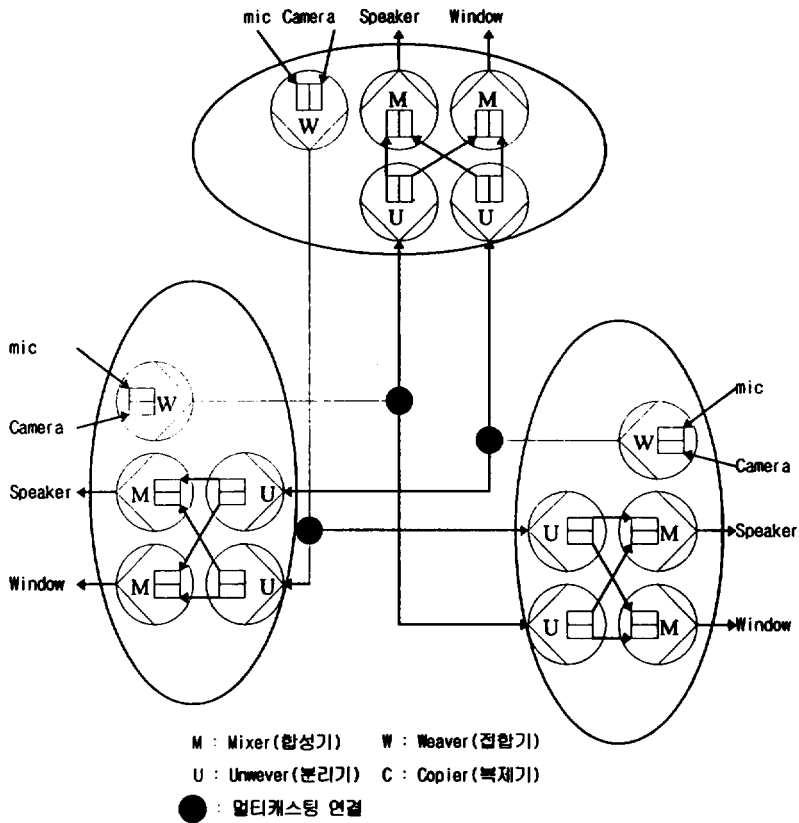 mic Camera Speaker Window
M M
W
U U
mic
W
Camera
Speaker M U
Window M U
mic
W
Camera
U M Speaker
U M Window
M : Mixer(합성기) W : Weaver(접합기)
U : Unwever(분리기) C : Copier(복제기)
: 멀티캐스팅 연결